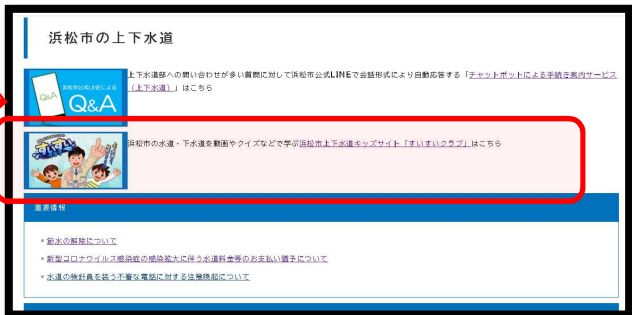 浜松市の上下水道
浜松市公式LINEによる
Q&A
Q&A
上下水道部への問い合わせが多い質問に対して浜松市公式LINEで会話形式により自動応答する「チャットボットによる手続き案内サービス
（上下水道）」はこちら
すいすい
浜松市の水道・下水道を動画やクイズなどで学ぶ浜松市上下水道キッズサイト「すいすいクラブ」はこちら
重要情報
節水の解除について
新型コロナウイルス感染症の感染拡大に伴う水道料金等のお支払い猶予について
水道の検針員を装う不審な電話に対する注意喚起について